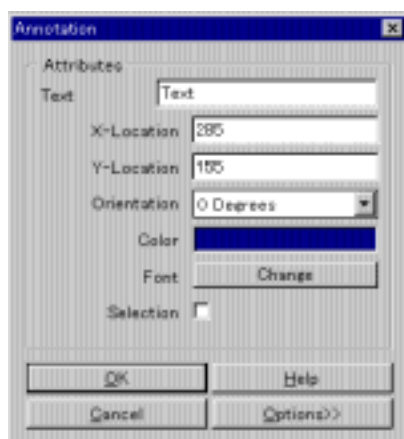 Annotation
Attributes
Text Text
X-Location 285
Y-Location 155
Orientation 0 Degrees
Color
Font Change
Selection
OK Help
Cancel Options>>